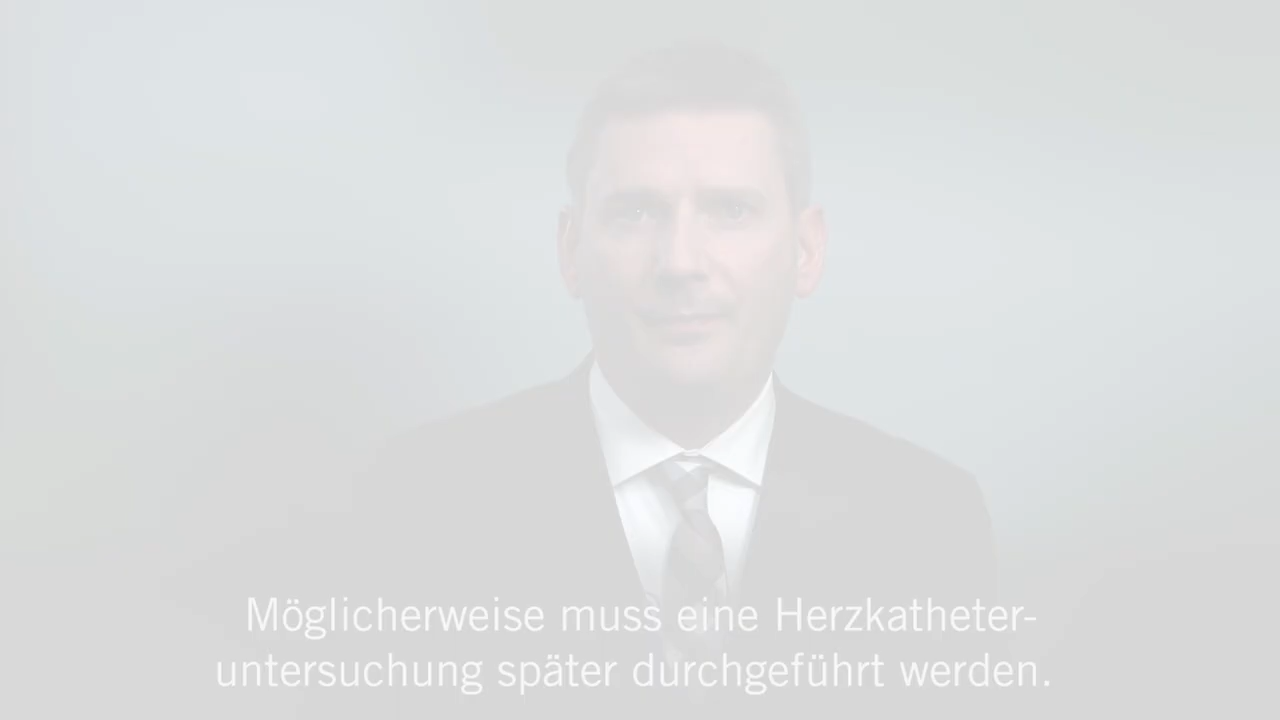 Möglicherweise muss eine Herzkatheter-
untersuchung später durchgeführt werden.